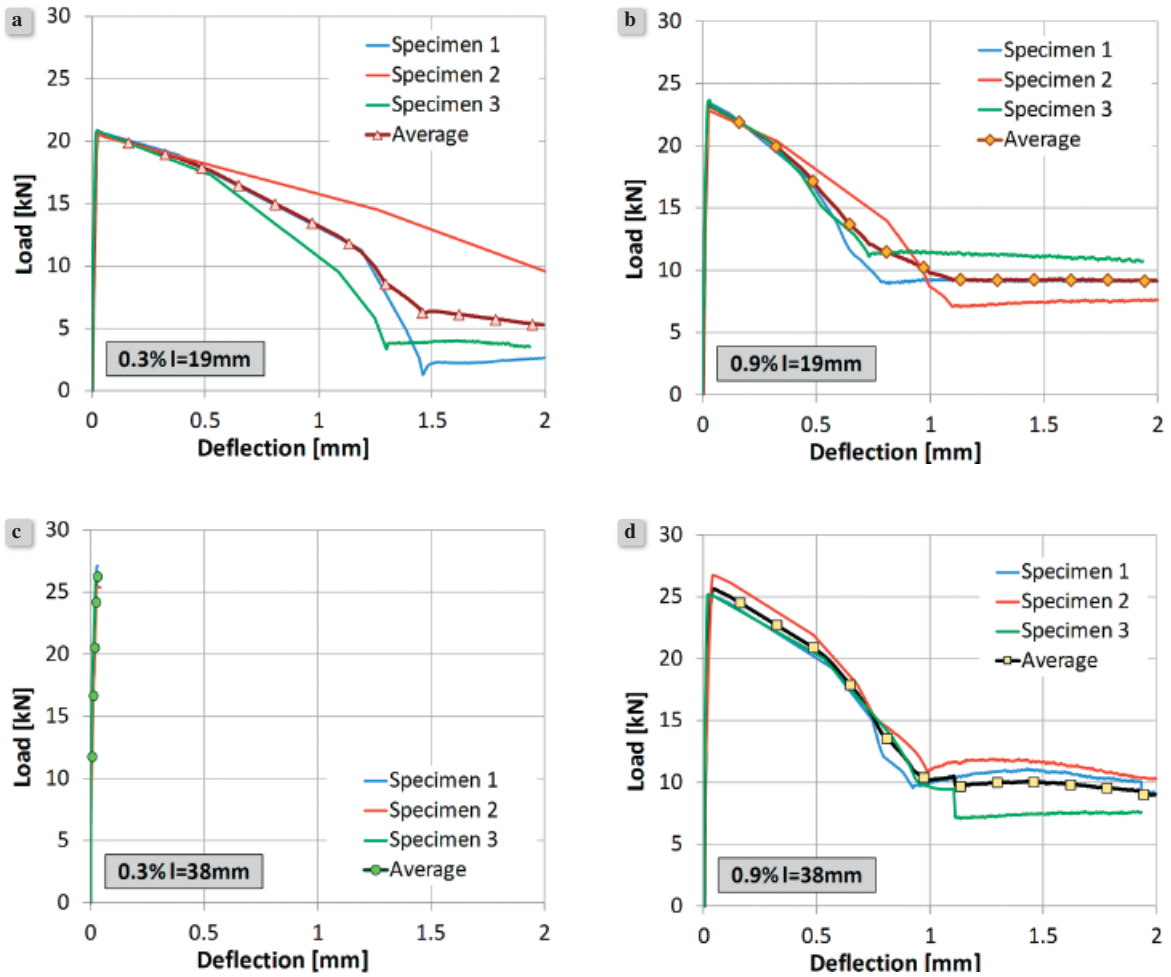 a
30
25
20
15
10
5
0
Load [kN]
Specimen 1
Specimen 2
Specimen 3
Average
0.3% l=19mm
0
0.5
1
1.5
2
Deflection [mm]
b
30
25
20
15
10
5
0
Load [kN]
Specimen 1
Specimen 2
Specimen 3
Average
0.9% l=19mm
0
0.5
1
1.5
2
Deflection [mm]
c
30
25
20
15
10
5
0
Load [kN]
Specimen 1
Specimen 2
Specimen 3
Average
0.3% l=38mm
0
0.5
1
1.5
2
Deflection [mm]
d
30
25
20
15
10
5
0
Load [kN]
Specimen 1
Specimen 2
Specimen 3
Average
0.9% l=38mm
0
0.5
1
1.5
2
Deflection [mm]